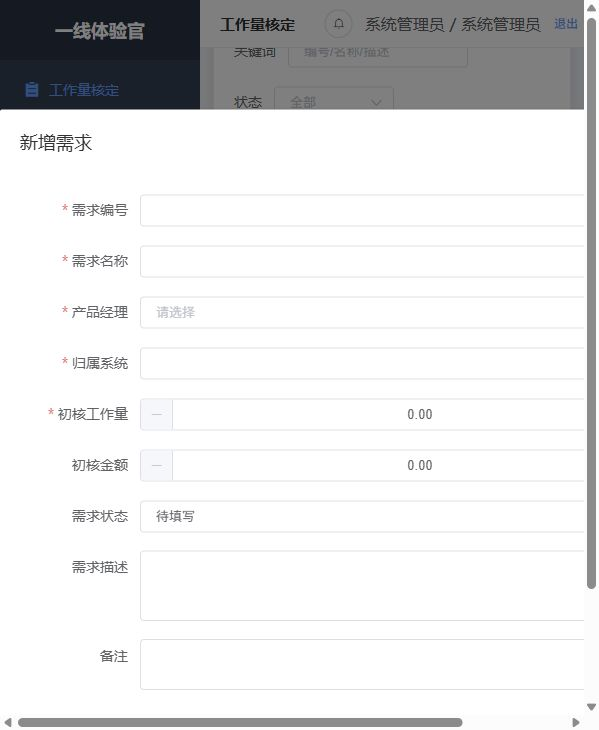 一线体验官
工作量核定
系统管理员 / 系统管理员
退出
工作量核定
关键词
编号/名称/描述
状态
全部
新增需求
* 需求编号
* 需求名称
* 产品经理
请选择
* 归属系统
* 初核工作量
0.00
初核金额
0.00
需求状态
待填写
需求描述
备注